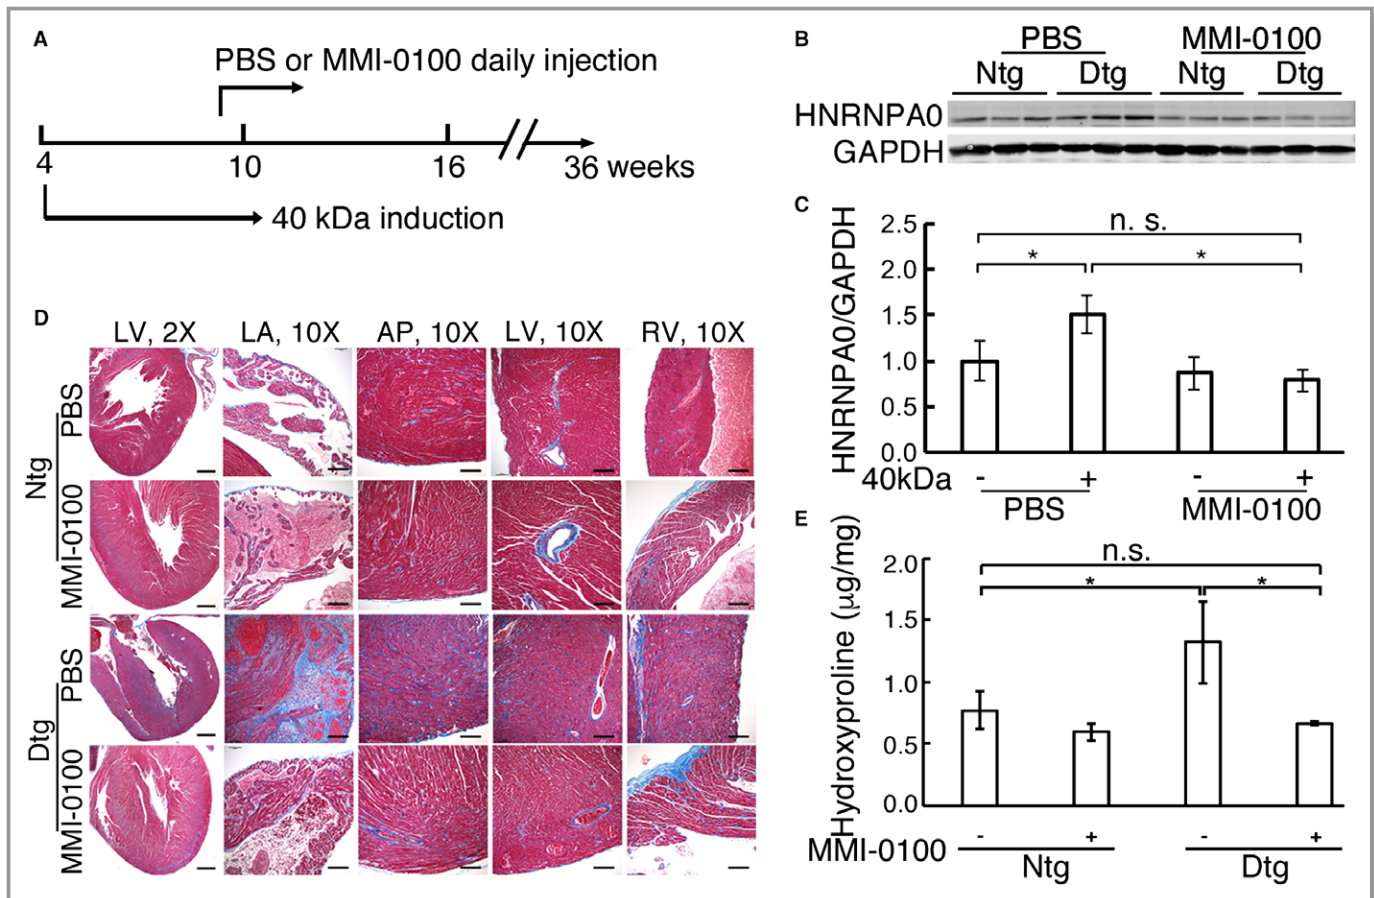 A
PBS or MMI-0100 daily injection
4
10
16
36 weeks
40 kDa induction
B
PBS
MMI-0100
Ntg
Dtg
Ntg
Dtg
HNRNPA0
GAPDH
C
HNRNPA0/GAPDH
2.5
2.0
1.5
1.0
0.5
0.0
n. s.
*
*
40kDa
-
+
-
+
PBS
MMI-0100
D
LV, 2X
LA, 10X
AP, 10X
LV, 10X
RV, 10X
Ntg
PBS
MMI-0100
Dtg
PBS
MMI-0100
E
Hydroxyproline (µg/mg)
2.0
1.5
1.0
0.5
0.0
n.s.
*
*
MMI-0100
-
+
-
+
Ntg
Dtg